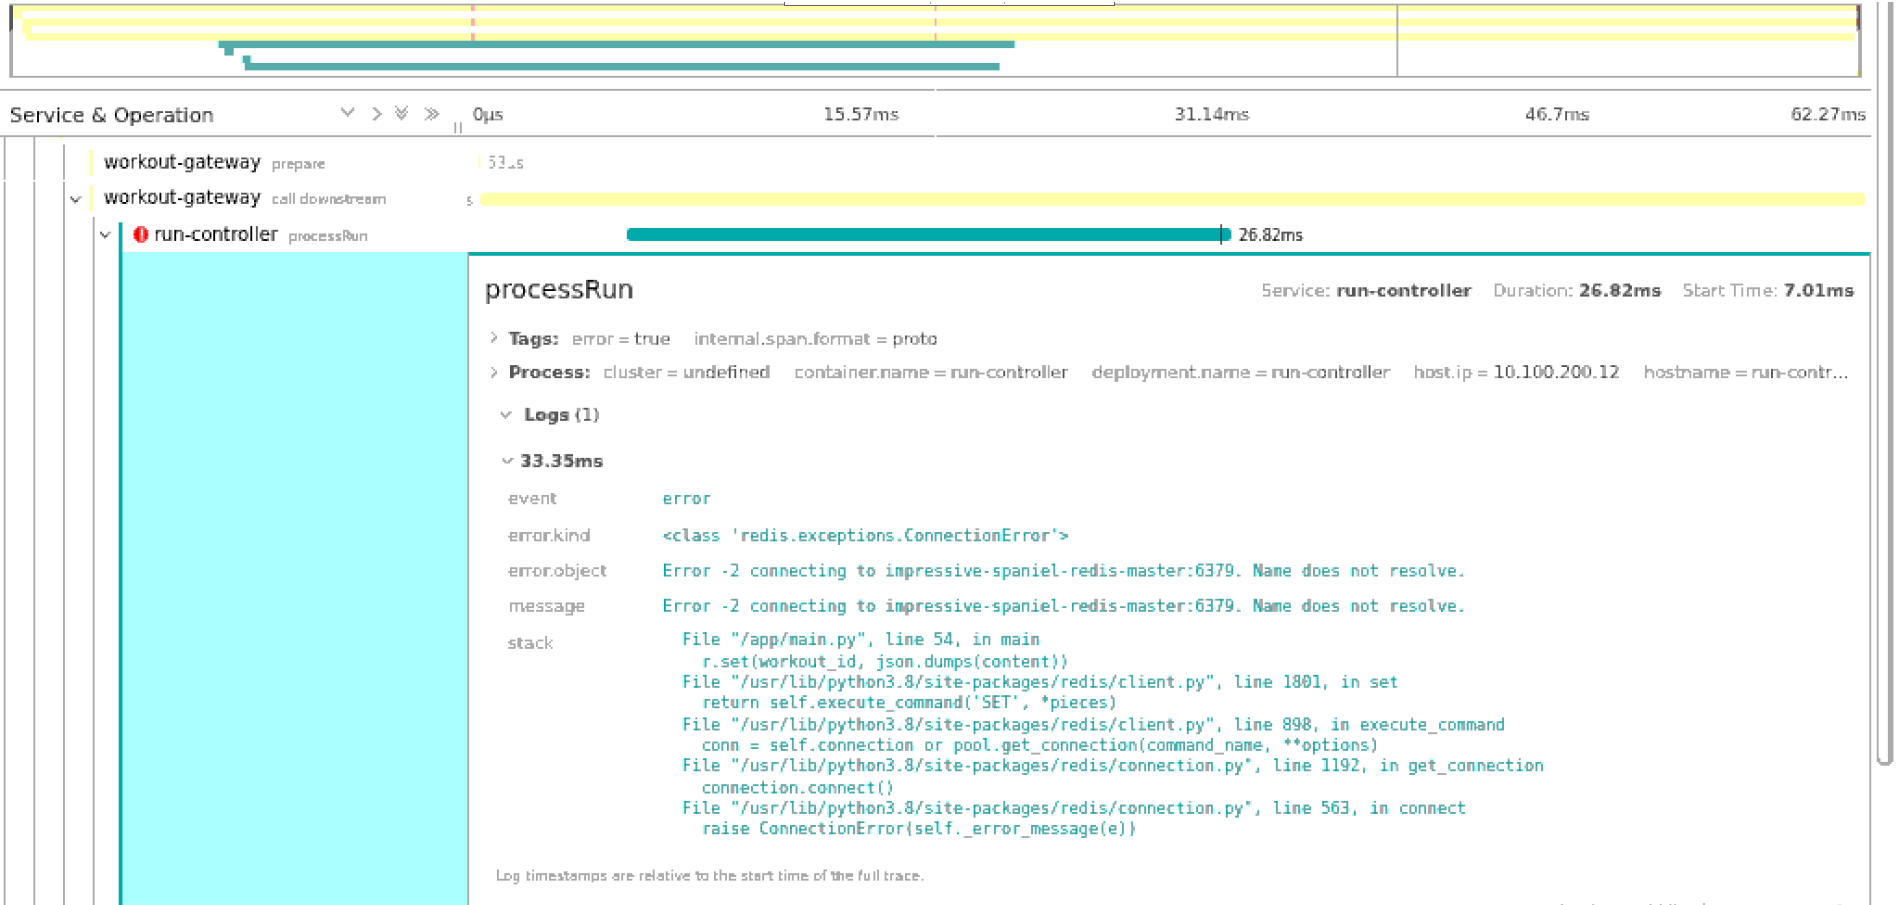 Service & Operation 0μs 15.57ms 31.14ms 46.7ms 62.27ms
workout-gateway prepare
workout-gateway call downstream s
run-controller processRun 26.82ms
processRun Service: run-controller Duration: 26.82ms Start Time: 7.01ms
Tags: error = true internal.span.format = proto
Process: cluster = undefined container.name = run-controller deployment.name = run-controller host.ip = 10.100.200.12 hostname = run-contr...
Logs (1)
33.35ms
event error
error.kind <class 'redis.exceptions.ConnectionError'>
error.object Error -2 connecting to impressive-spaniel-redis-master:6379. Name does not resolve.
message Error -2 connecting to impressive-spaniel-redis-master:6379. Name does not resolve.
stack File "/app/main.py", line 54, in main
r.set(workout_id, json.dumps(content))
File "/usr/lib/python3.8/site-packages/redis/client.py", line 1801, in set
return self.execute_command('SET', *pieces)
File "/usr/lib/python3.8/site-packages/redis/client.py", line 898, in execute_command
conn = self.connection or pool.get_connection(command_name, **options)
File "/usr/lib/python3.8/site-packages/redis/connection.py", line 1192, in get_connection
connection.connect()
File "/usr/lib/python3.8/site-packages/redis/connection.py", line 563, in connect
raise ConnectionError(self._error_message(e))
Log timestamps are relative to the start time of the full trace.